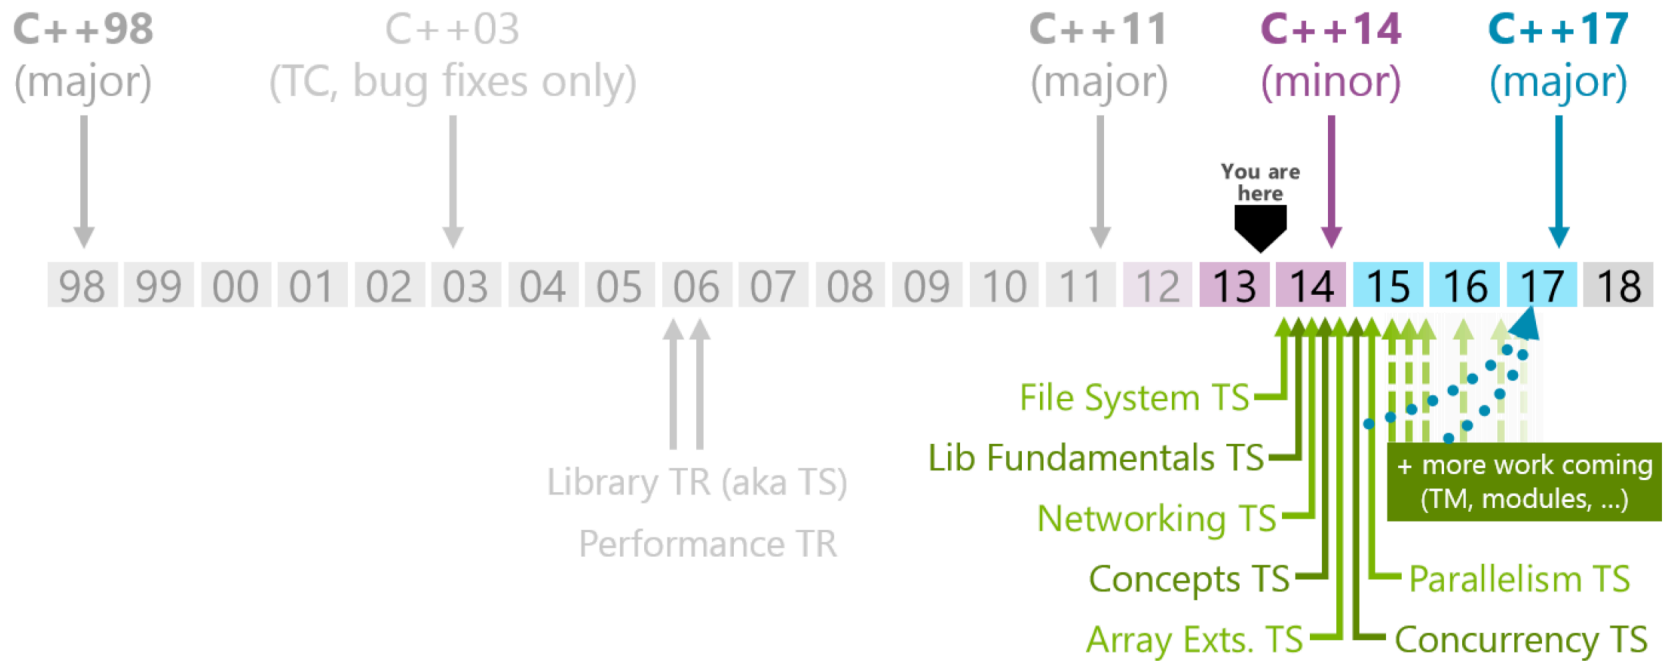 C++98
(major)
C++03
(TC, bug fixes only)
C++11
(major)
C++14
(minor)
C++17
(major)
You are
here
98 99 00 01 02 03 04 05 06 07 08 09 10 11 12 13 14 15 16 17 18
File System TS
Lib Fundamentals TS
+ more work coming
(TM, modules, ...)
Library TR (aka TS)
Networking TS
Performance TR
Concepts TS
Parallelism TS
Array Exts. TS
Concurrency TS